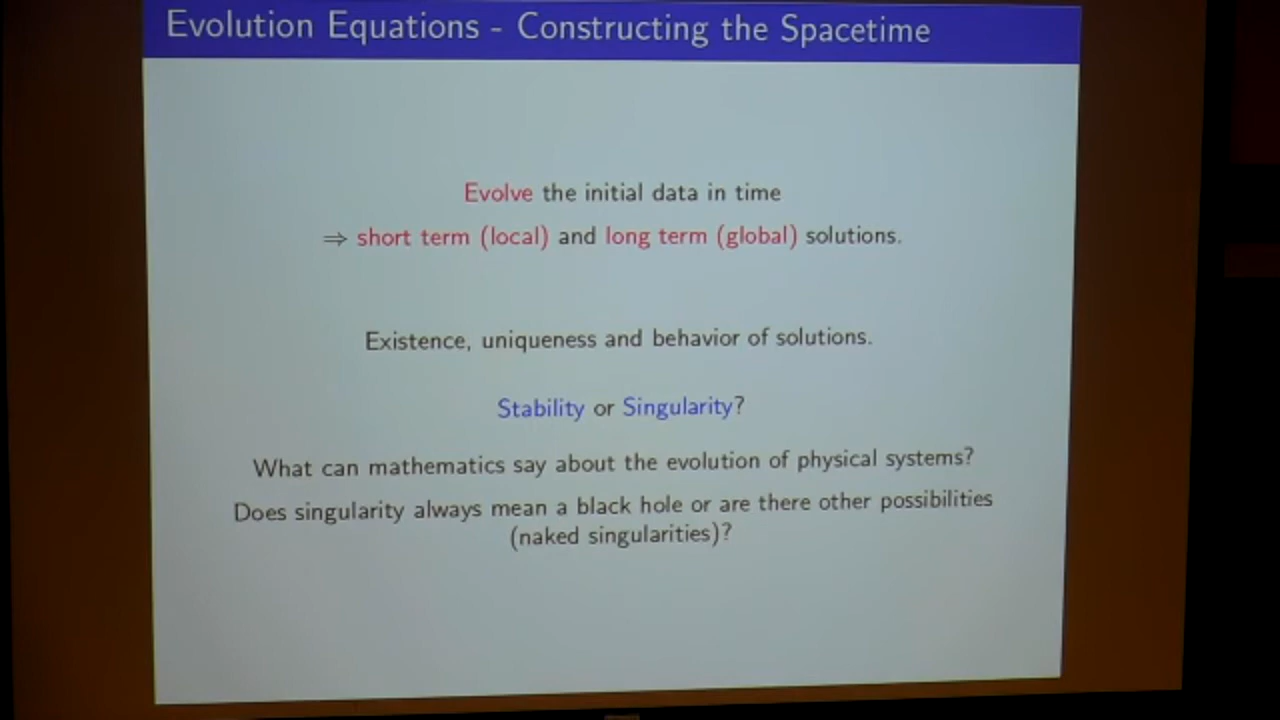 Evolution Equations - Constructing the Spacetime
Evolve the initial data in time
⇒ short term (local) and long term (global) solutions.
Existence, uniqueness and behavior of solutions.
Stability or Singularity?
What can mathematics say about the evolution of physical systems?
Does singularity always mean a black hole or are there other possibilities
(naked singularities)?